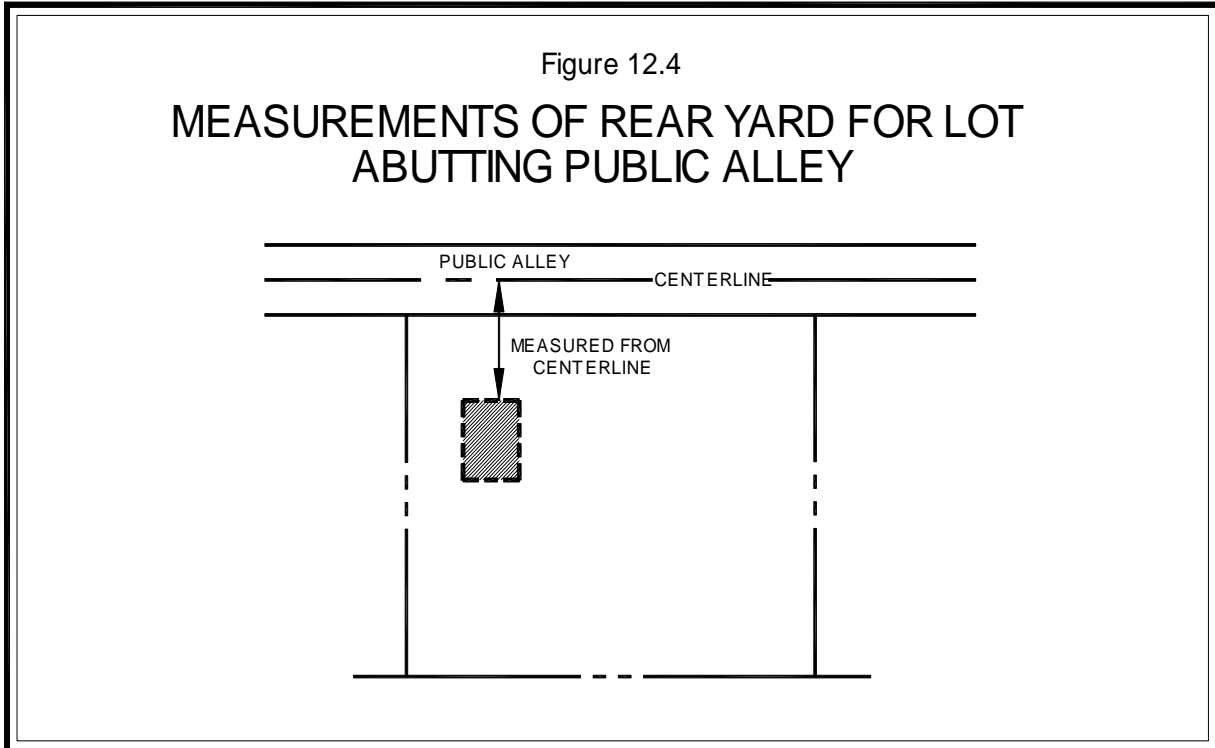 Figure 12.4
MEASUREMENTS OF REAR YARD FOR LOT
ABUTTING PUBLIC ALLEY
PUBLIC ALLEY
CENTERLINE
MEASURED FROM
CENTERLINE